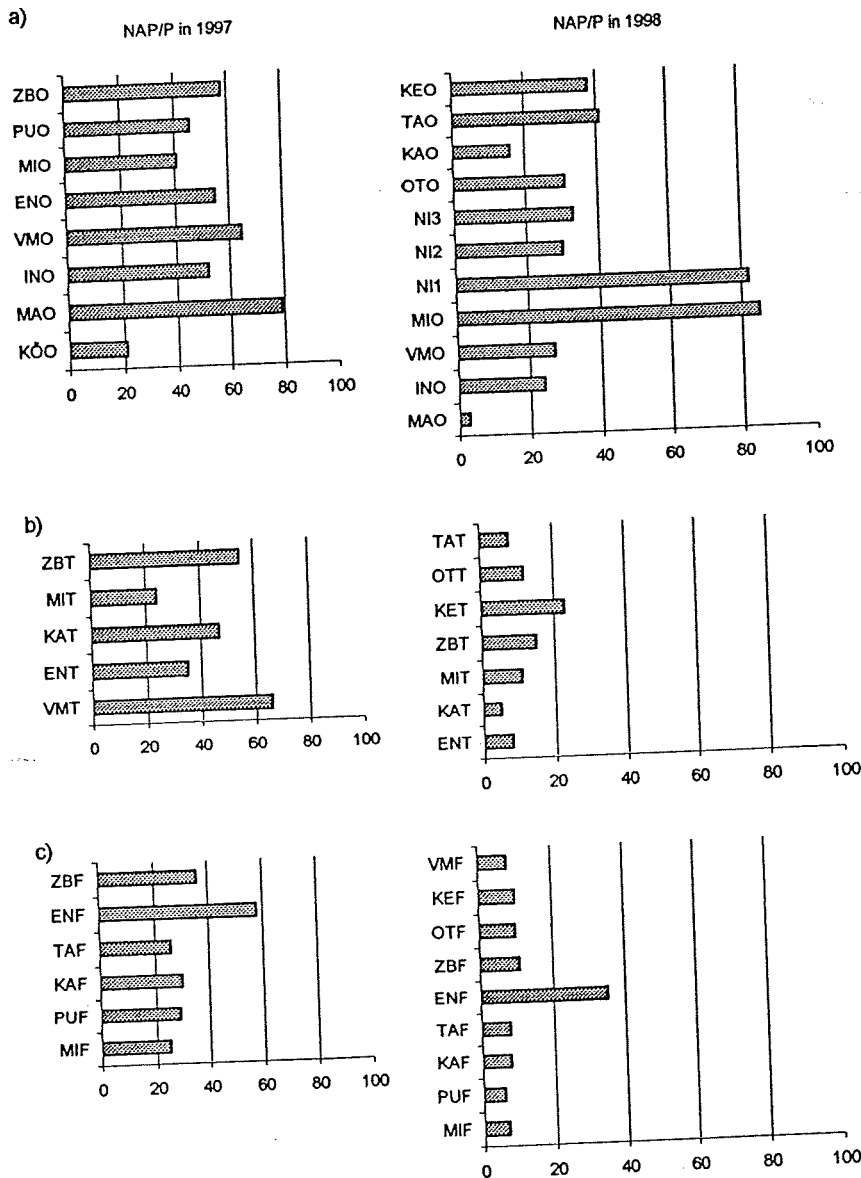 a)
NAP/P in 1997
ZBO
PUO
MIO
ENO
VMO
INO
MAO
KÖO
0 20 40 60 80 100
NAP/P in 1998
KEO
TAO
KAO
OTO
NI3
NI2
NI1
MIO
VMO
INO
MAO
0 20 40 60 80 100
b)
ZBT
MIT
KAT
ENT
VMT
0 20 40 60 80 100
TAT
OTT
KET
ZBT
MIT
KAT
ENT
0 20 40 60 80 100
c)
ZBF
ENF
TAF
KAF
PUF
MIF
0 20 40 60 80 100
VMF
KEF
OTF
ZBF
ENF
TAF
KAF
PUF
MIF
0 20 40 60 80 100